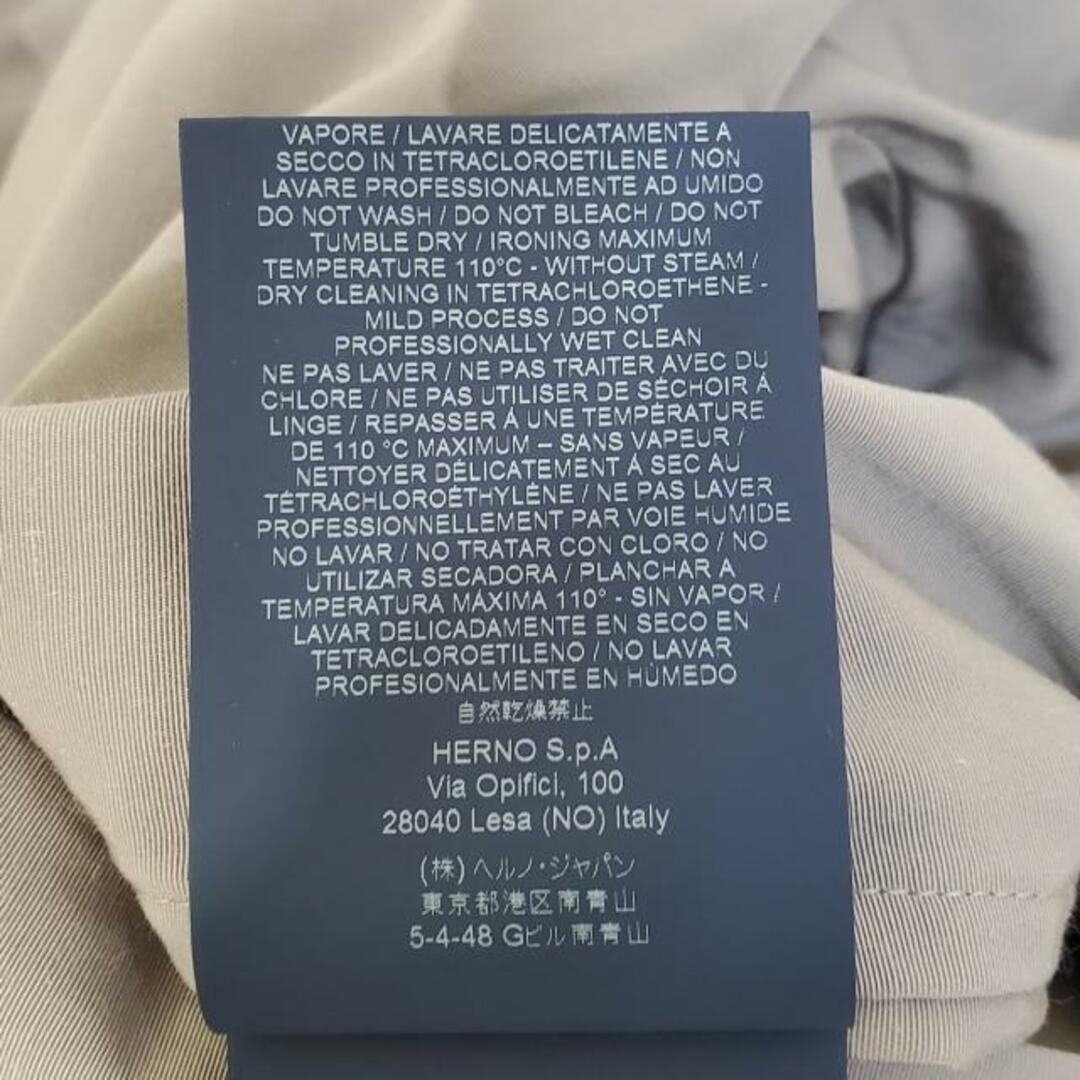 VAPORE / LAVARE DELICATAMENTE A
SECCO IN TETRACLOROETILENE / NON
LAVARE PROFESSIONALMENTE AD UMIDO
DO NOT WASH / DO NOT BLEACH / DO NOT
TUMBLE DRY / IRONING MAXIMUM
TEMPERATURE 110°C - WITHOUT STEAM /
DRY CLEANING IN TETRACHLOROETHENE -
MILD PROCESS / DO NOT
PROFESSIONALLY WET CLEAN
NE PAS LAVER / NE PAS TRAITER AVEC DU
CHLORE / NE PAS UTILISER DE SÉCHOIR À
LINGE / REPASSER À UNE TEMPÉRATURE
DE 110 °C MAXIMUM – SANS VAPEUR /
NETTOYER DÉLICATEMENT À SEC AU
TÉTRACHLOROÉTHYLÈNE / NE PAS LAVER
PROFESSIONNELLEMENT PAR VOIE HUMIDE
NO LAVAR / NO TRATAR CON CLORO / NO
UTILIZAR SECADORA / PLANCHAR A
TEMPERATURA MÁXIMA 110° - SIN VAPOR /
LAVAR DELICADAMENTE EN SECO EN
TETRACLOROETILENO / NO LAVAR
PROFESIONALMENTE EN HÚMEDO
自然乾燥禁止
HERNO S.p.A
Via Opifici, 100
28040 Lesa (NO) Italy
(株)ヘルノ・ジャパン
東京都港区南青山
5-4-48 Gビル南青山